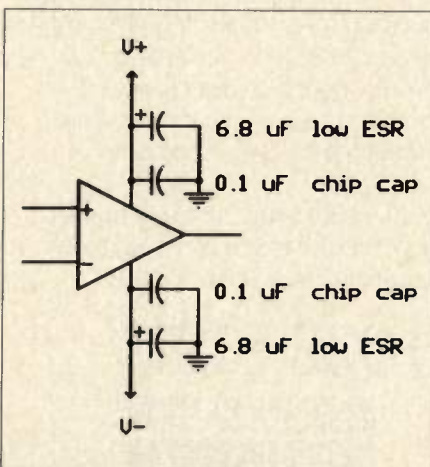 V+
+
6.8 uF low ESR
0.1 uF chip cap
+
-
0.1 uF chip cap
+
6.8 uF low ESR
V-